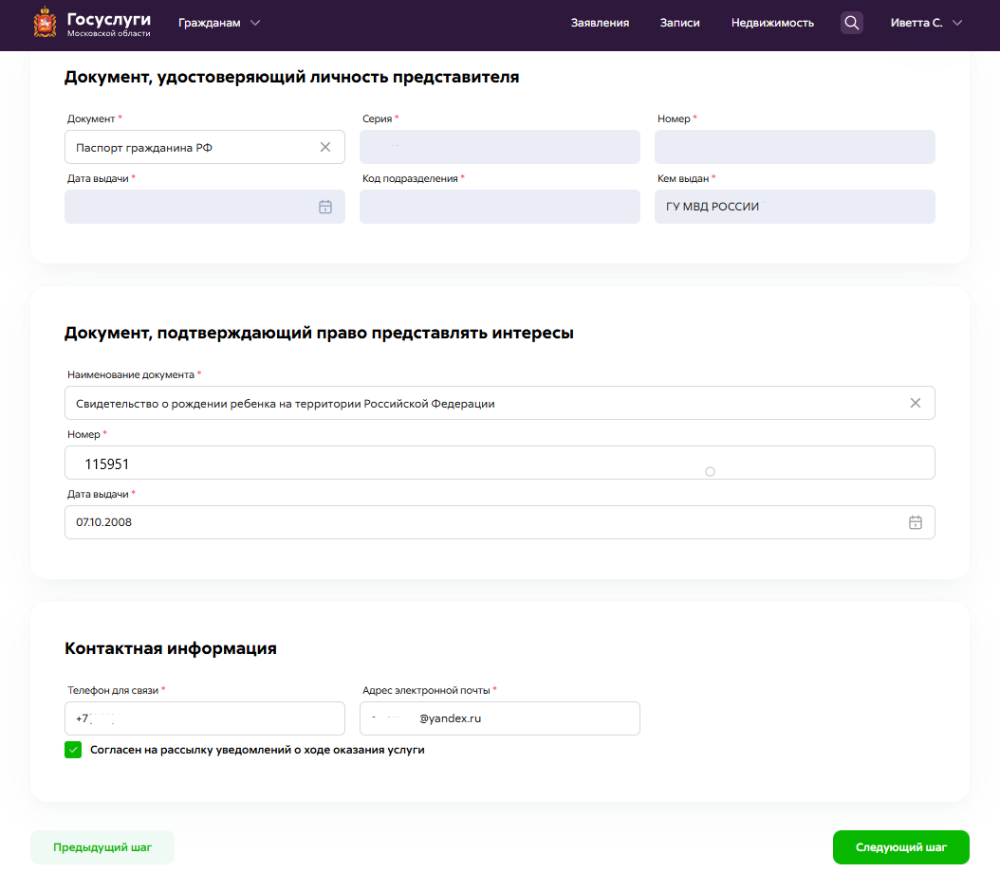 Госуслуги
Московской области
Гражданам
Заявления
Записи
Недвижимость
Иветта С.
Документ, удостоверяющий личность представителя
Документ *
Серия *
Номер *
Паспорт гражданина РФ
Дата выдачи *
Код подразделения *
Кем выдан *
ГУ МВД РОССИИ
Документ, подтверждающий право представлять интересы
Наименование документа *
Свидетельство о рождении ребенка на территории Российской Федерации
Номер *
115951
Дата выдачи *
07.10.2008
Контактная информация
Телефон для связи *
Адрес электронной почты *
+7
@yandex.ru
Согласен на рассылку уведомлений о ходе оказания услуги
Предыдущий шаг
Следующий шаг